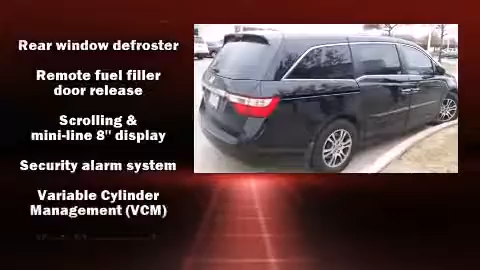 Rear window defroster
Remote fuel filler
door release
Scrolling &
mini-line 8" display
Security alarm system
Variable Cylinder
Management (VCM)